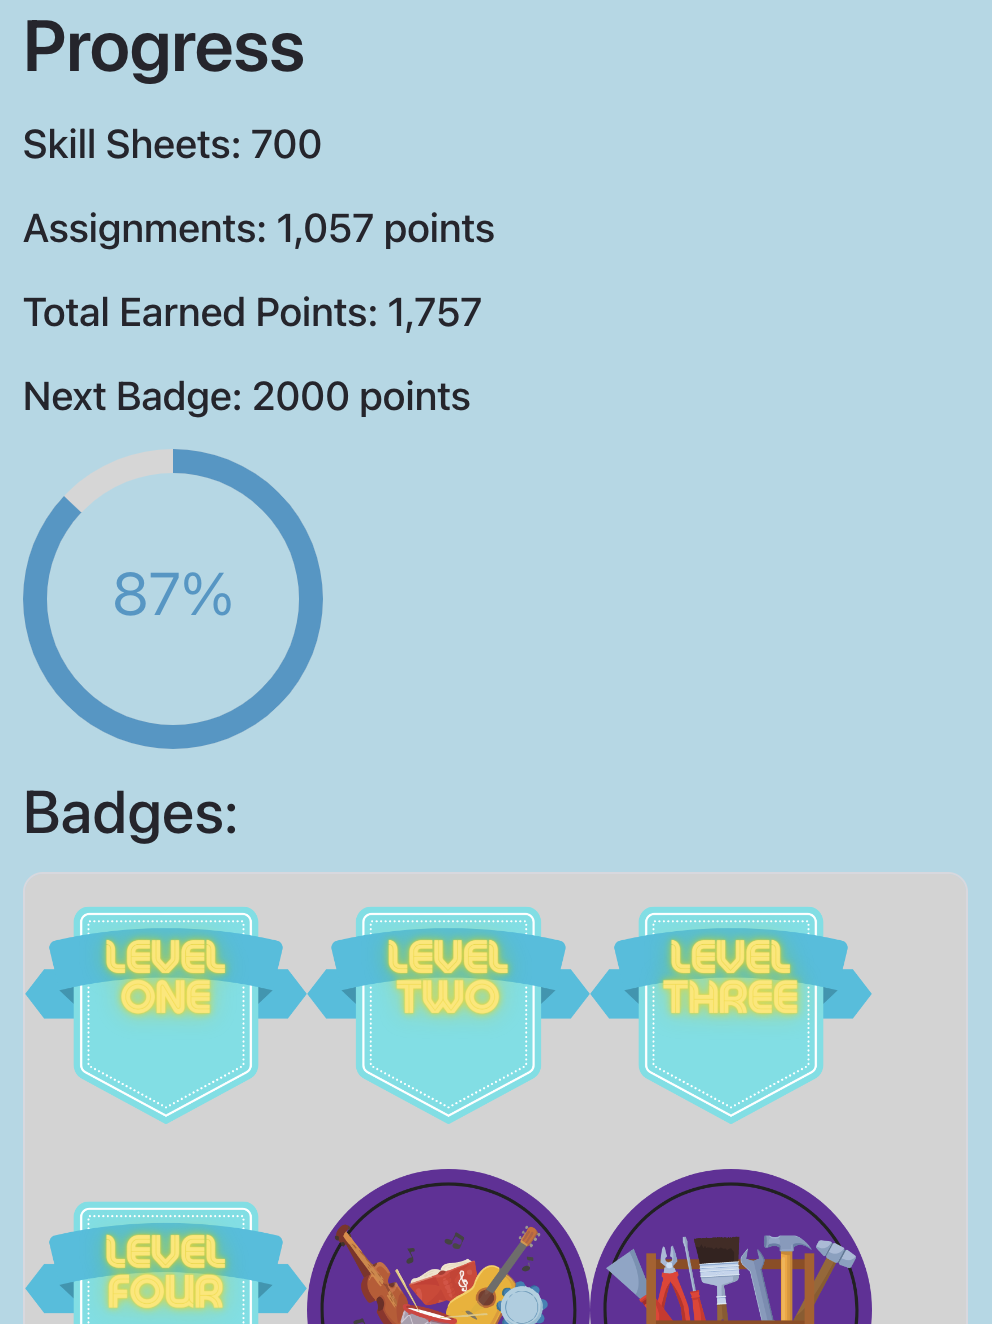 Progress
Skill Sheets: 700
Assignments: 1,057 points
Total Earned Points: 1,757
Next Badge: 2000 points
87%
Badges:
LEVEL
ONE
LEVEL
TWO
LEVEL
THREE
LEVEL
FOUR